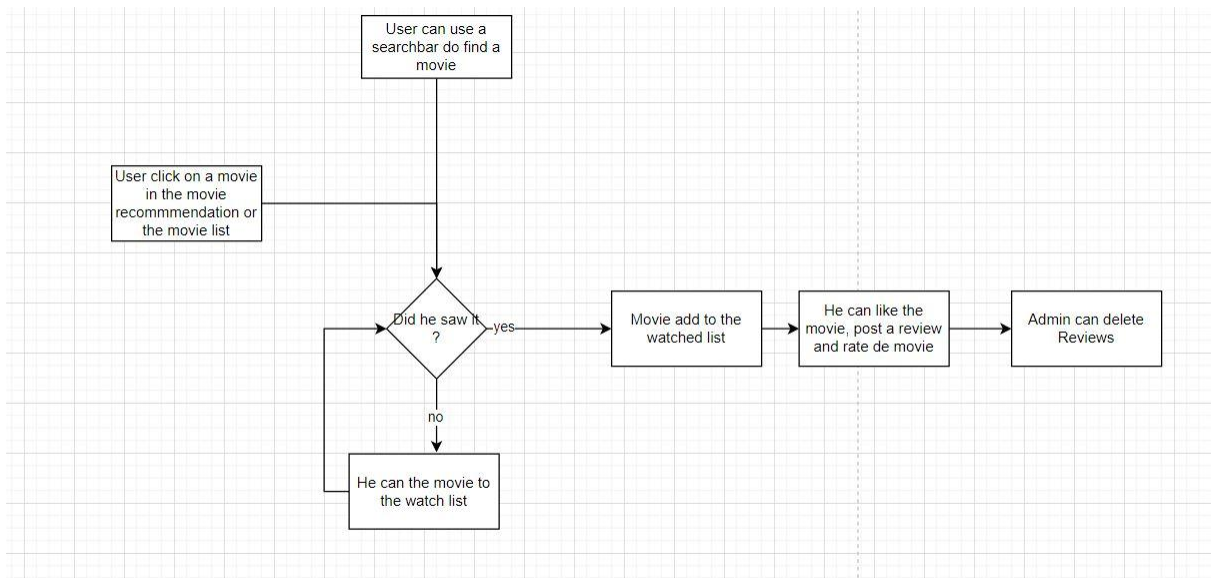 User can use a
searchbar do find a
movie
User click on a movie
in the movie
recommmendation or
the movie list
Did he saw it
?
yes
Movie add to the
watched list
He can like the
movie, post a review
and rate de movie
Admin can delete
Reviews
no
He can the movie to
the watch list